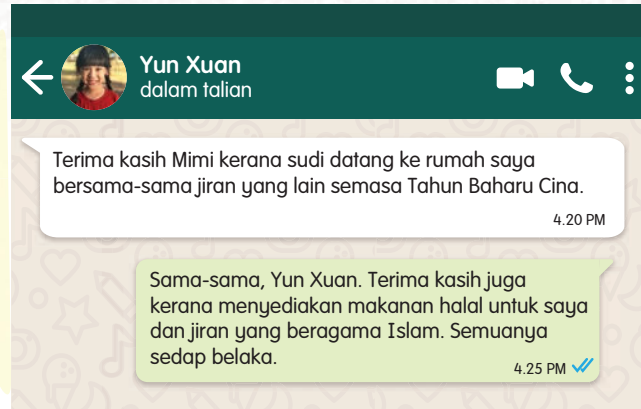 Yun Xuan
dalam talian
Terima kasih Mimi kerana sudi datang ke rumah saya
bersama-sama jiran yang lain semasa Tahun Baharu Cina.
4.20 PM
Sama-sama, Yun Xuan. Terima kasih juga
kerana menyediakan makanan halal untuk saya
dan jiran yang beragama Islam. Semuanya
sedap belaka.
4.25 PM